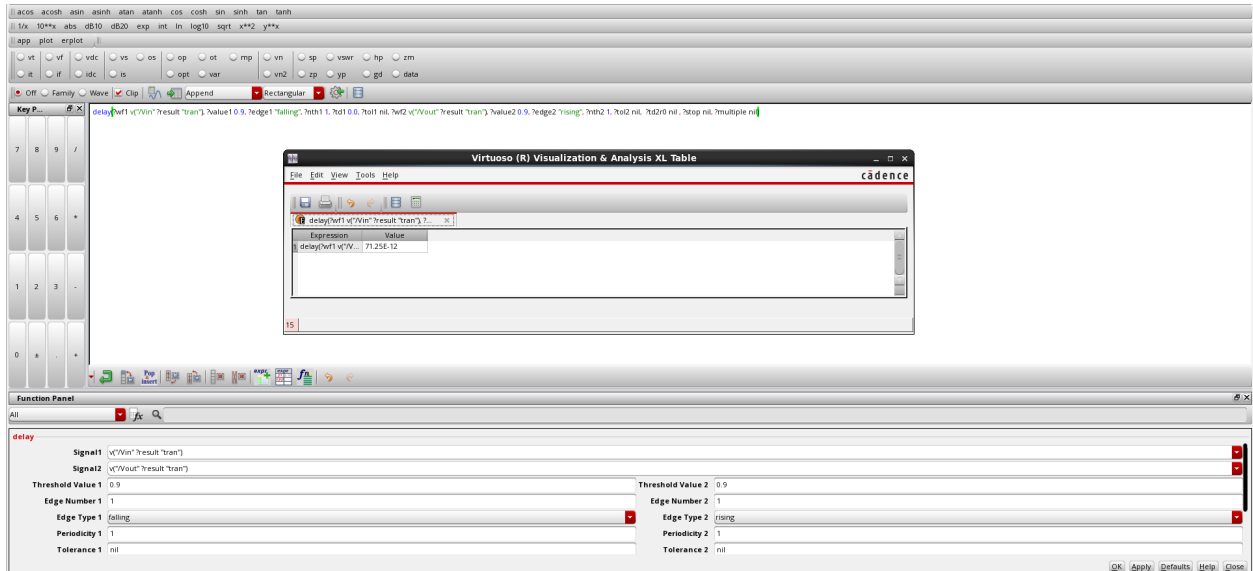 acos acosh asin asinh atan atanh cos cosh sin sinh tan tanh
1/x 10**x abs dB10 dB20 exp int ln log10 sqrt x**2 y**x
app plot erplot
vt vf vdc vs os op ot mp vn sp vswr hp zm
it if idc is opt var vn2 zp yp gd data
Off Family Wave Clip Append Rectangular
Key P...
delay(?wf1 v("/Vin" ?result "tran"), ?value1 0.9, ?edge1 "falling", ?nth1 1, ?td1 0.0, ?tol1 nil, ?wf2 v("/Vout" ?result "tran"), ?value2 0.9, ?edge2 "rising", ?nth2 1, ?tol2 nil, ?td2r0 nil , ?stop nil, ?multiple nil)
7 8 9 /
4 5 6 *
1 2 3 -
0 ± . +
Virtuoso (R) Visualization & Analysis XL Table
File Edit View Tools Help
cādence
delay(?wf1 v("/Vin" ?result "tran"), ?...
Expression Value
1 delay(?wf1 v("/V... 71.25E-12
15
Pop
Insert
expr
Function Panel
All
fx
delay
Signal1 v("/Vin" ?result "tran")
Signal2 v("/Vout" ?result "tran")
Threshold Value 1 0.9 Threshold Value 2 0.9
Edge Number 1 1 Edge Number 2 1
Edge Type 1 falling Edge Type 2 rising
Periodicity 1 1 Periodicity 2 1
Tolerance 1 nil Tolerance 2 nil
OK Apply Defaults Help Close